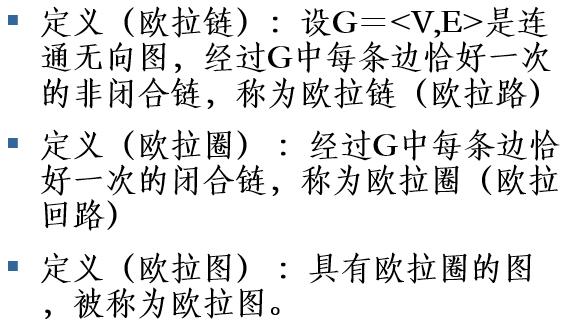 定义（欧拉链）：设G＝<V,E>是连
通无向图，经过G中每条边恰好一次
的非闭合链，称为欧拉链（欧拉路）
定义（欧拉圈）：经过G中每条边恰
好一次的闭合链，称为欧拉圈（欧拉
回路）
定义（欧拉图）：具有欧拉圈的图
，被称为欧拉图。